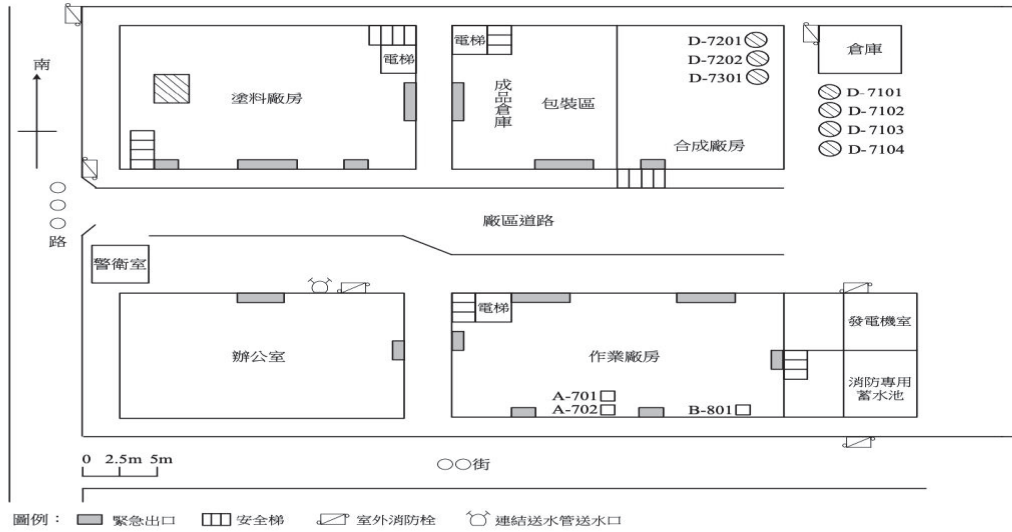 南
○○○路
電梯
塗料廠房
電梯
成品倉庫
包裝區
D-7201
D-7202
D-7301
合成廠房
倉庫
D-7101
D-7102
D-7103
D-7104
廠區道路
警衛室
辦公室
電梯
作業廠房
A-701
A-702
B-801
發電機室
消防專用
蓄水池
0 2.5m 5m
○○街
圖例： 緊急出口 安全梯 室外消防栓 連結送水管送水口